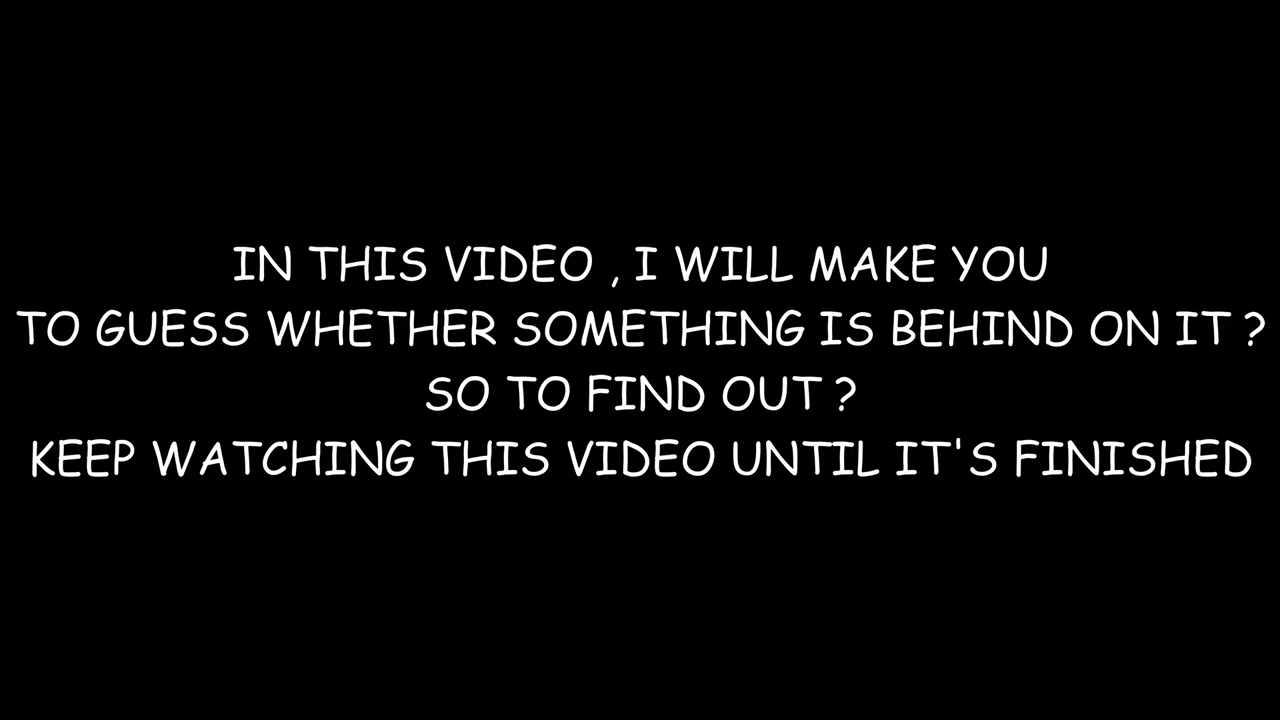 IN THIS VIDEO , I WILL MAKE YOU
TO GUESS WHETHER SOMETHING IS BEHIND ON IT ?
SO TO FIND OUT ?
KEEP WATCHING THIS VIDEO UNTIL IT'S FINISHED